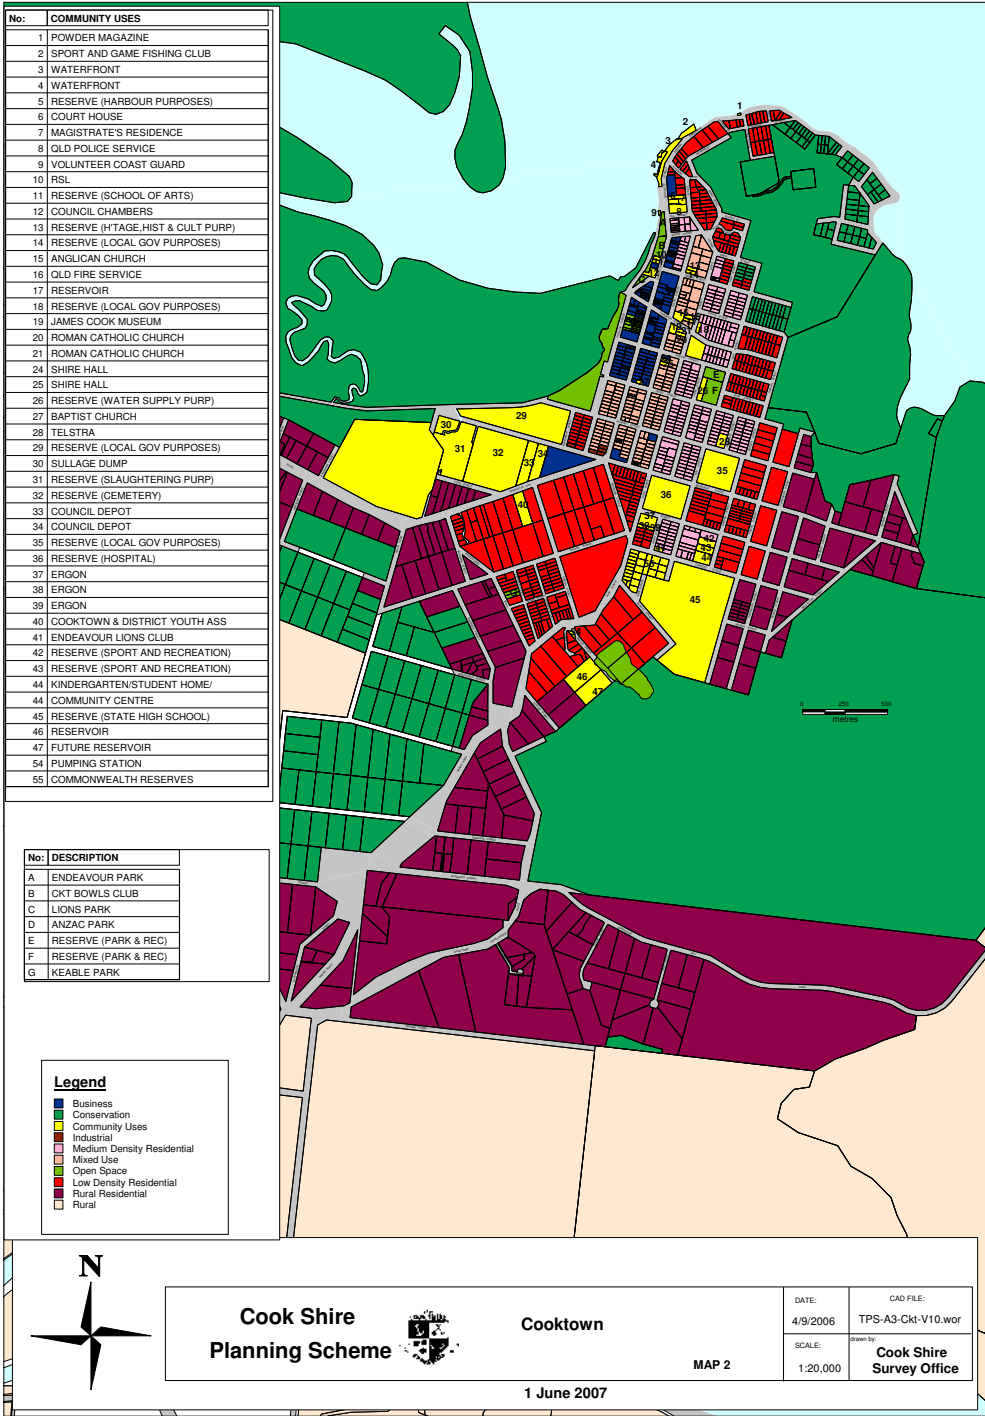 No: COMMUNITY USES
1 POWDER MAGAZINE
2 SPORT AND GAME FISHING CLUB
3 WATERFRONT
4 WATERFRONT
5 RESERVE (HARBOUR PURPOSES)
6 COURT HOUSE
7 MAGISTRATE'S RESIDENCE
8 QLD POLICE SERVICE
9 VOLUNTEER COAST GUARD
10 RSL
11 RESERVE (SCHOOL OF ARTS)
12 COUNCIL CHAMBERS
13 RESERVE (H'TAGE,HIST & CULT PURP)
14 RESERVE (LOCAL GOV PURPOSES)
15 ANGLICAN CHURCH
16 QLD FIRE SERVICE
17 RESERVOIR
18 RESERVE (LOCAL GOV PURPOSES)
19 JAMES COOK MUSEUM
20 ROMAN CATHOLIC CHURCH
21 ROMAN CATHOLIC CHURCH
24 SHIRE HALL
25 SHIRE HALL
26 RESERVE (WATER SUPPLY PURP)
27 BAPTIST CHURCH
28 TELSTRA
29 RESERVE (LOCAL GOV PURPOSES)
30 SULLAGE DUMP
31 RESERVE (SLAUGHTERING PURP)
32 RESERVE (CEMETERY)
33 COUNCIL DEPOT
34 COUNCIL DEPOT
35 RESERVE (LOCAL GOV PURPOSES)
36 RESERVE (HOSPITAL)
37 ERGON
38 ERGON
39 ERGON
40 COOKTOWN & DISTRICT YOUTH ASS
41 ENDEAVOUR LIONS CLUB
42 RESERVE (SPORT AND RECREATION)
43 RESERVE (SPORT AND RECREATION)
44 KINDERGARTEN/STUDENT HOME/
44 COMMUNITY CENTRE
45 RESERVE (STATE HIGH SCHOOL)
46 RESERVOIR
47 FUTURE RESERVOIR
54 PUMPING STATION
55 COMMONWEALTH RESERVES
No: DESCRIPTION
A ENDEAVOUR PARK
B CKT BOWLS CLUB
C LIONS PARK
D ANZAC PARK
E RESERVE (PARK & REC)
F RESERVE (PARK & REC)
G KEABLE PARK
1
2
3
4
9
8
E
26 F
29
30
31
32
33
34
35
36
37
40
42
43
44
45
46
47
0 250 500
metres
Legend
Business
Conservation
Community Uses
Industrial
Medium Density Residential
Mixed Use
Open Space
Low Density Residential
Rural Residential
Rural
N
Cook Shire
Planning Scheme
Cooktown
MAP 2
DATE:
4/9/2006
CAD FILE:
TPS-A3-Ckt-V10.wor
SCALE:
1:20,000
drawn by:
Cook Shire
Survey Office
1 June 2007